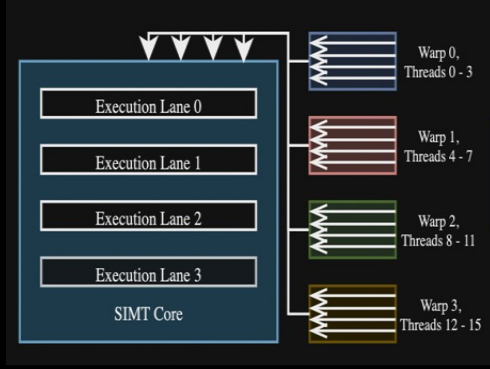 Execution Lane 0
Execution Lane 1
Execution Lane 2
Execution Lane 3
SIMT Core
Warp 0,
Threads 0 - 3
Warp 1,
Threads 4 - 7
Warp 2,
Threads 8 - 11
Warp 3,
Threads 12 - 15